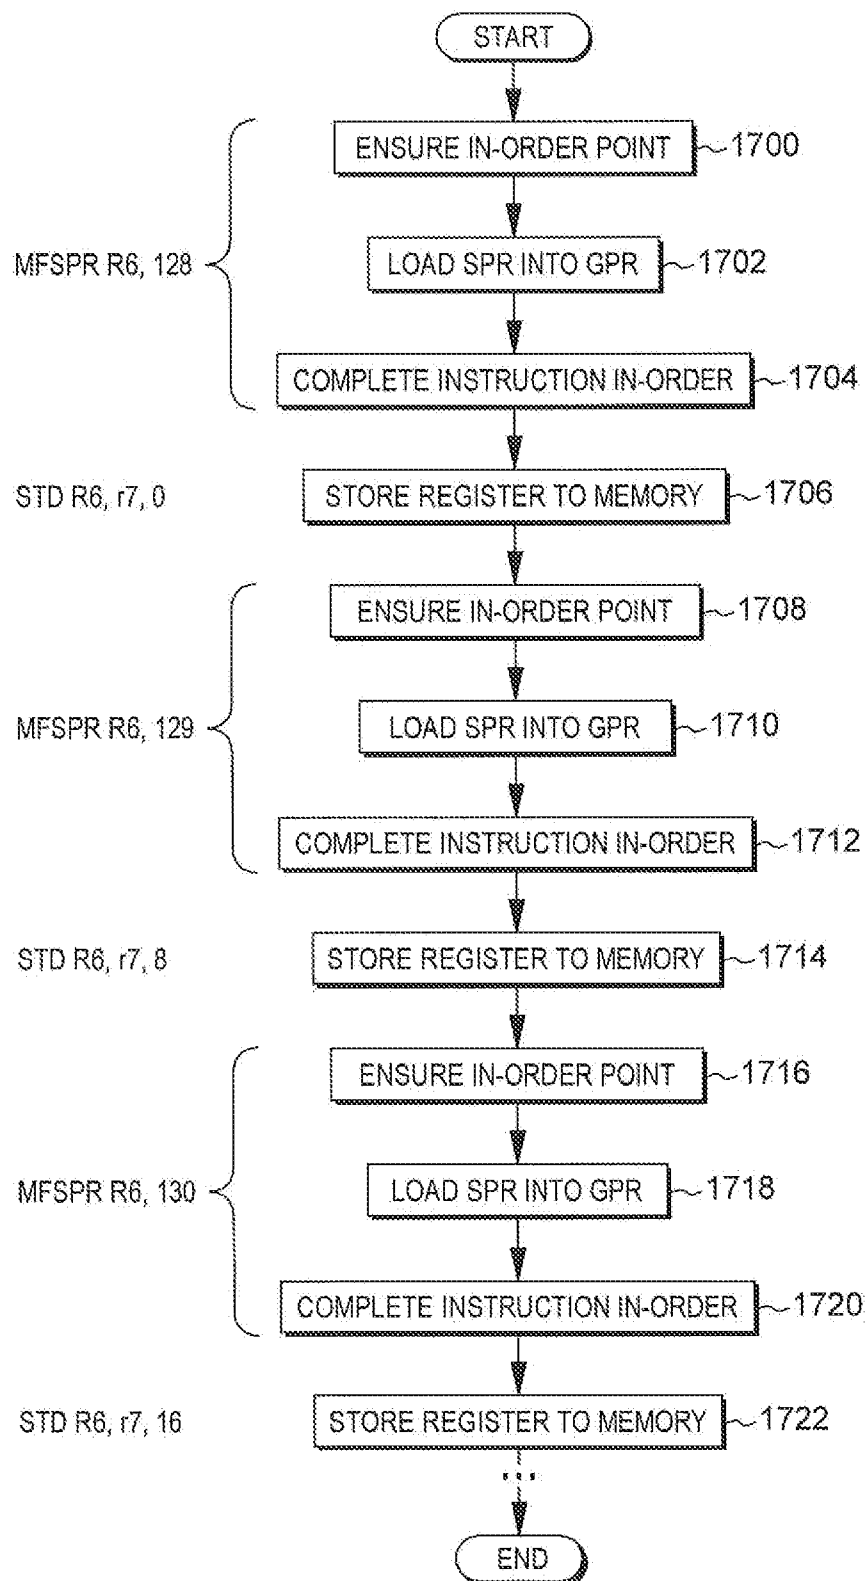 START
ENSURE IN-ORDER POINT 1700
MFSPR R6, 128 LOAD SPR INTO GPR 1702
COMPLETE INSTRUCTION IN-ORDER 1704
STD R6, r7, 0 STORE REGISTER TO MEMORY 1706
ENSURE IN-ORDER POINT 1708
MFSPR R6, 129 LOAD SPR INTO GPR 1710
COMPLETE INSTRUCTION IN-ORDER 1712
STD R6, r7, 8 STORE REGISTER TO MEMORY 1714
ENSURE IN-ORDER POINT 1716
MFSPR R6, 130 LOAD SPR INTO GPR 1718
COMPLETE INSTRUCTION IN-ORDER 1720
STD R6, r7, 16 STORE REGISTER TO MEMORY 1722
...
END